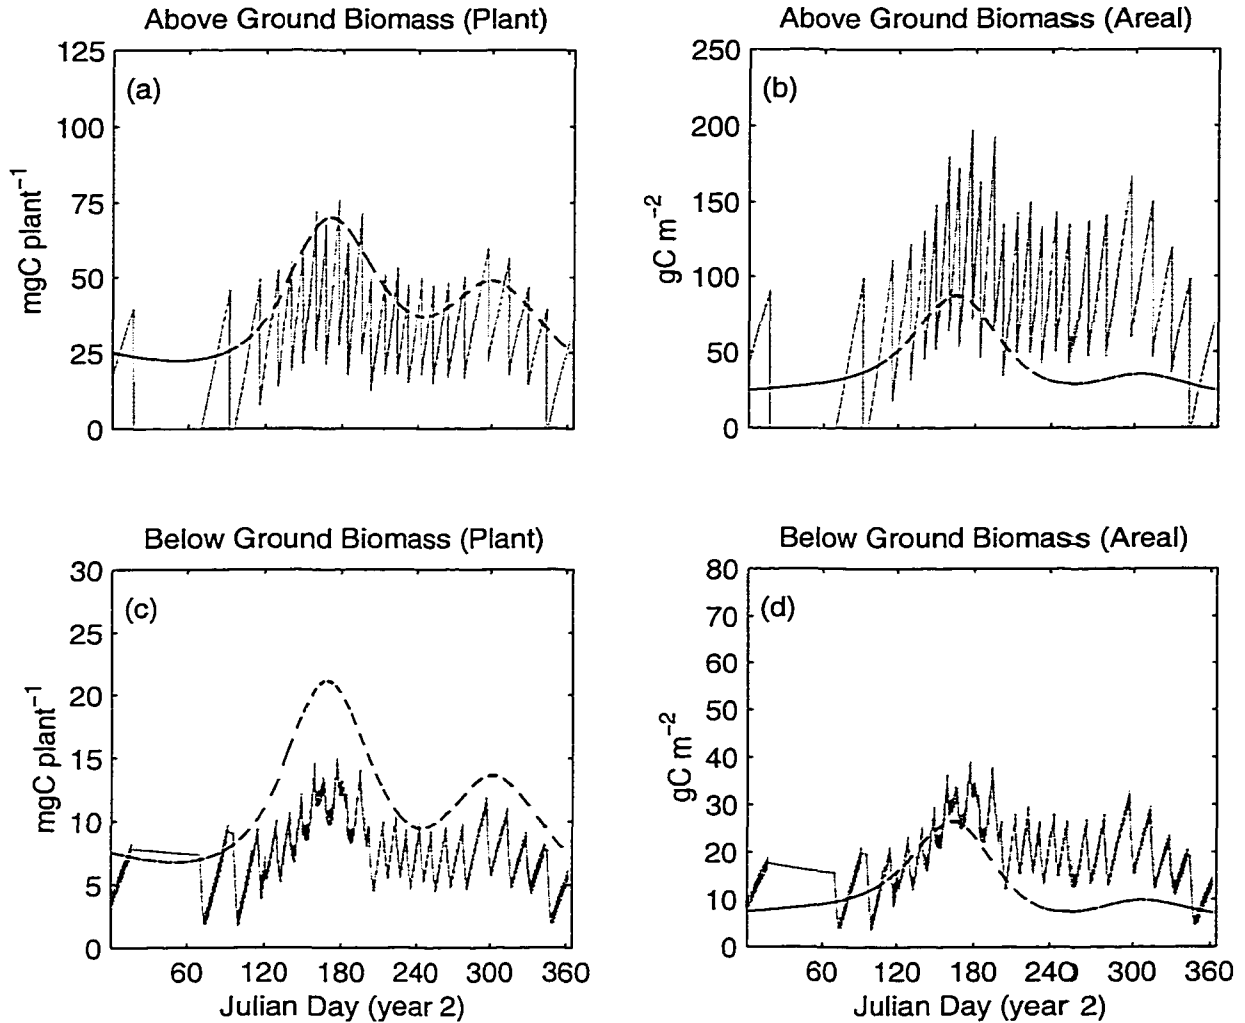 Above Ground Biomass (Plant)
125
100
75
50
25
0
mgC plant⁻¹
(a)
Above Ground Biomass (Areal)
250
200
150
100
50
0
gC m⁻²
(b)
Below Ground Biomass (Plant)
30
25
20
15
10
5
0
mgC plant⁻¹
(c)
60 120 180 240 300 360
Julian Day (year 2)
Below Ground Biomass (Areal)
80
70
60
50
40
30
20
10
0
gC m⁻²
(d)
60 120 180 240 300 360
Julian Day (year 2)